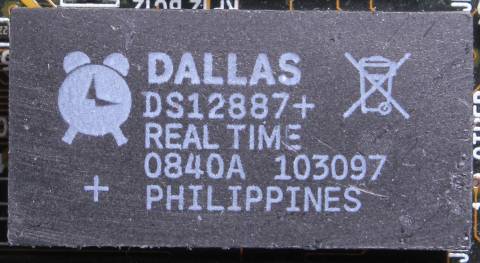 DALLAS
DS12887+
REAL TIME
0840A 103097
+ PHILIPPINES